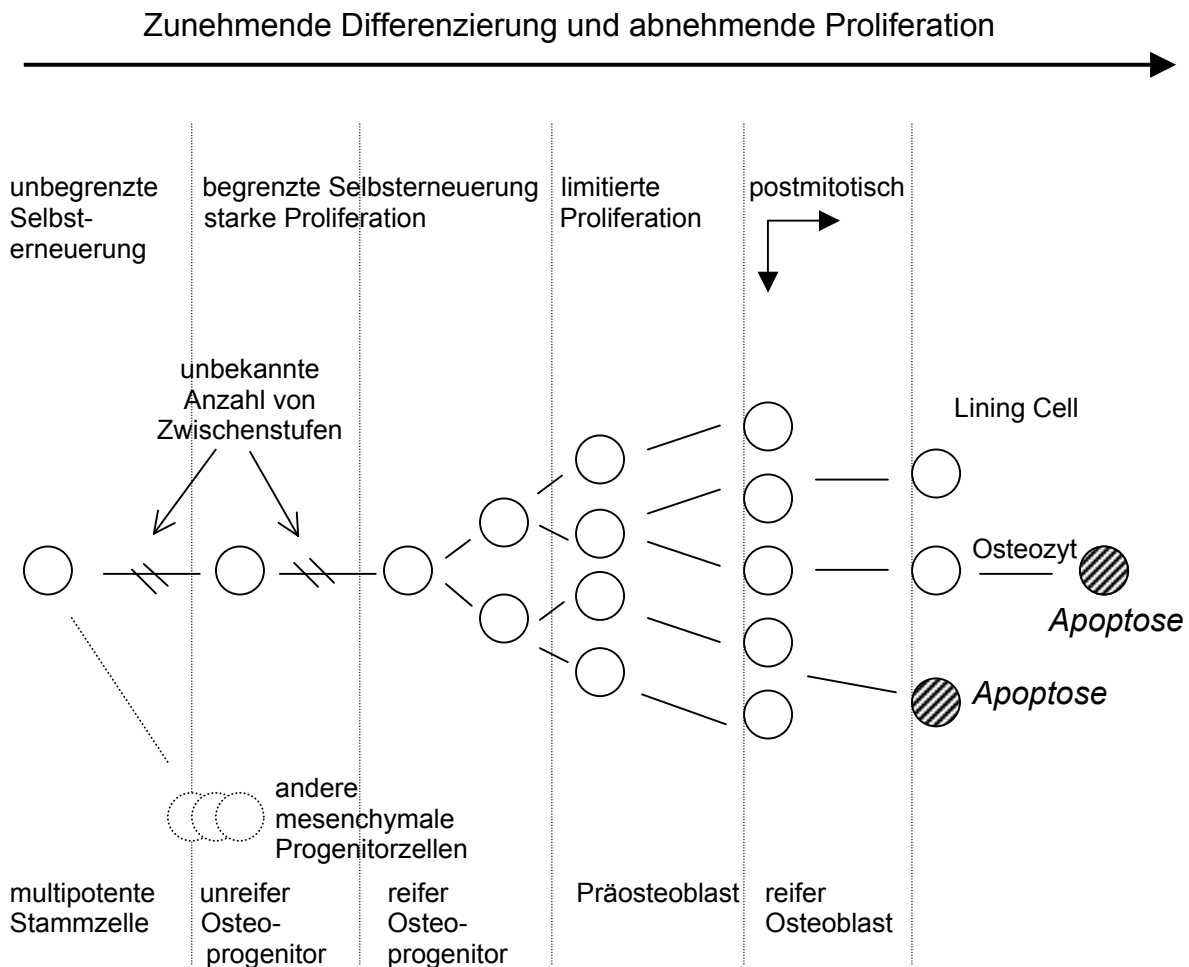 Zunehmende Differenzierung und abnehmende Proliferation
unbegrenzte
Selbst-
erneuerung
begrenzte Selbsterneuerung
starke Proliferation
limitierte
Proliferation
postmitotisch
unbekannte
Anzahl von
Zwischenstufen
Lining Cell
Osteozyt
Apoptose
Apoptose
andere
mesenchymale
Progenitorzellen
multipotente
Stammzelle
unreifer
Osteo-
progenitor
reifer
Osteo-
progenitor
Präosteoblast
reifer
Osteoblast